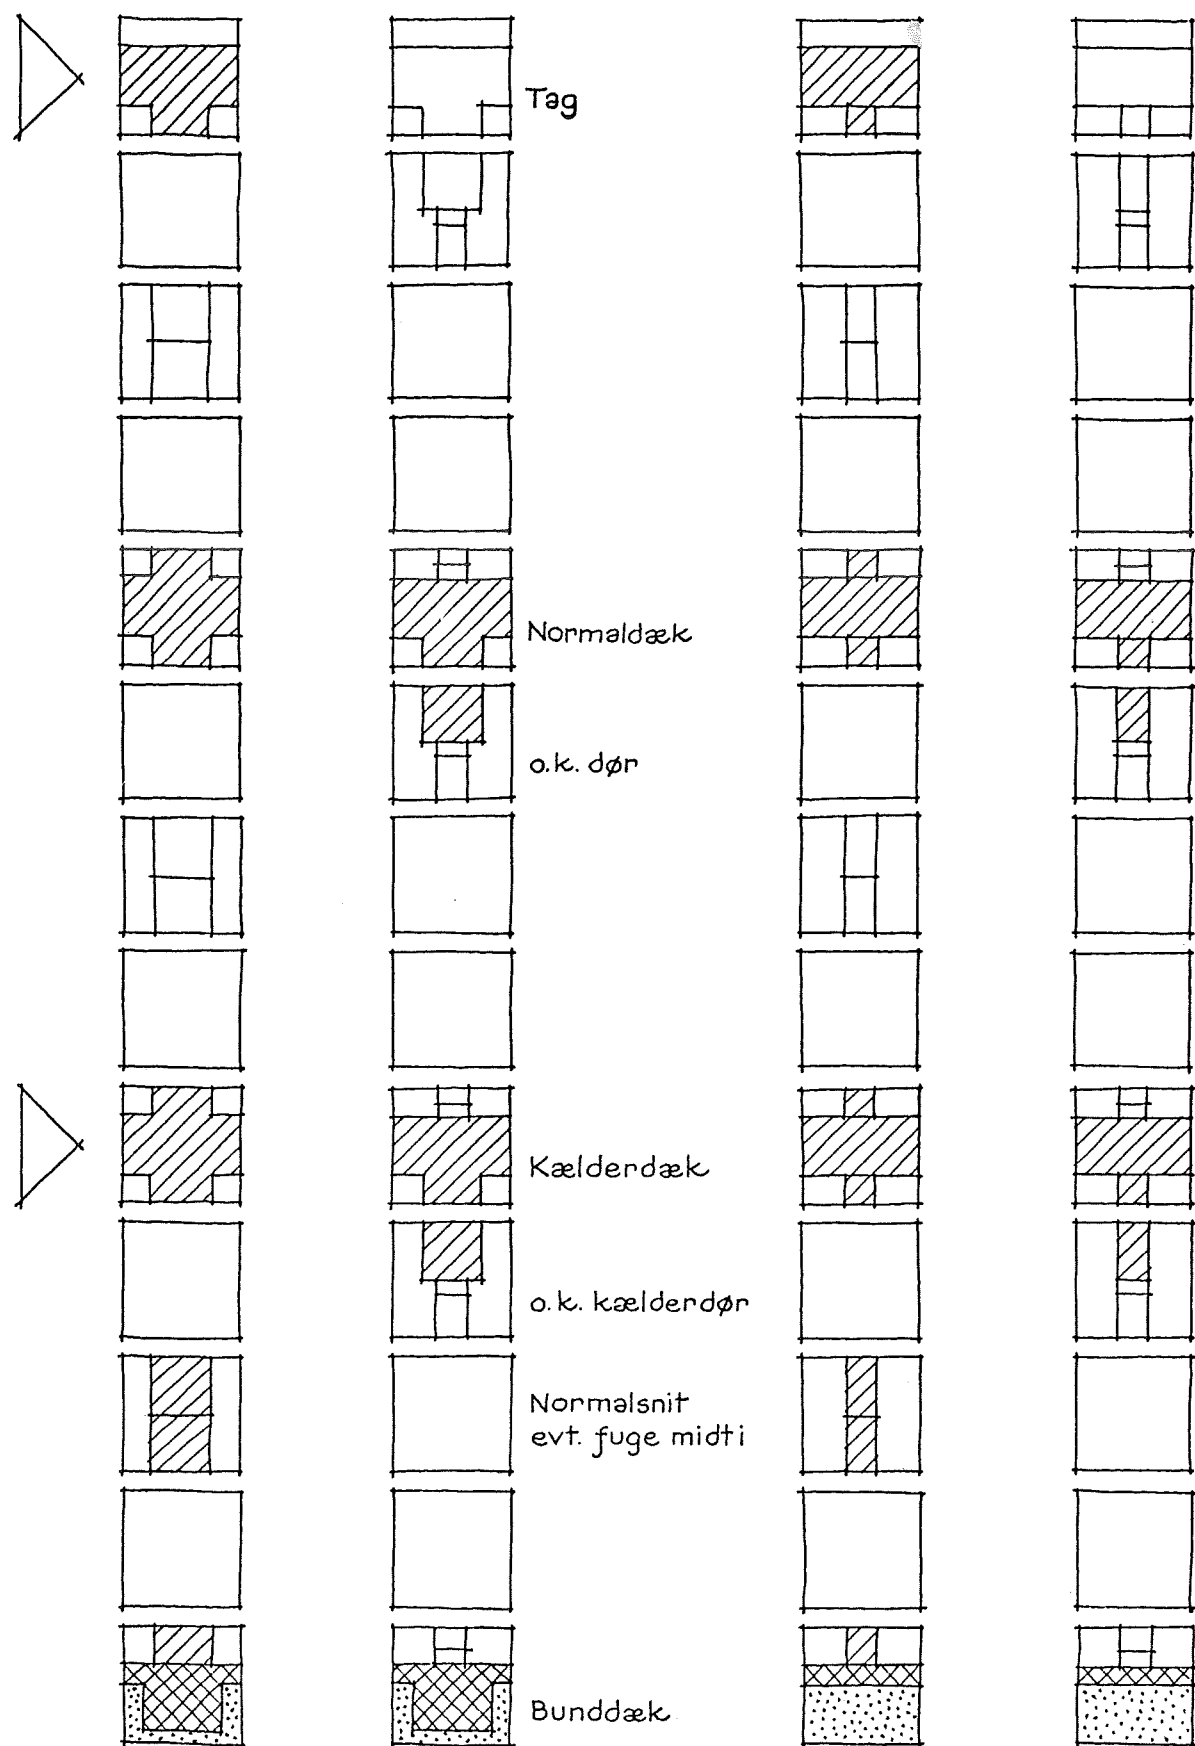 Tag
Normaldæk
o.k. dør
Kælderdæk
o.k. kælderdør
Normalsnit
evt. fuge midti
Bunddæk